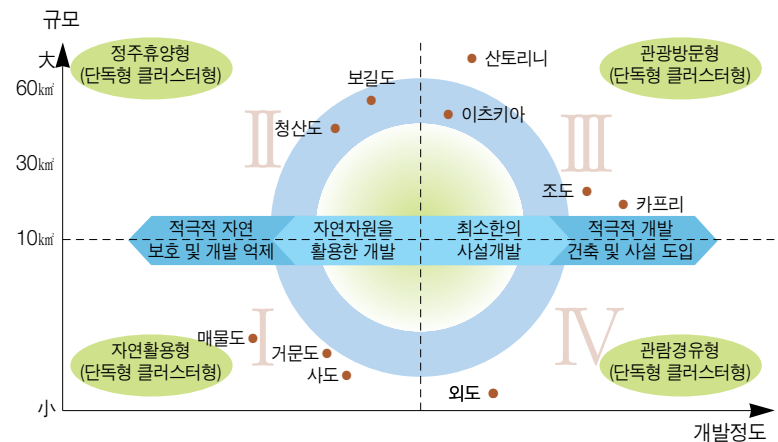 규모
大
정주휴양형
(단독형 클러스터형)
산토리니
관광방문형
(단독형 클러스터형)
60㎢
보길도
이츠키아
청산도
Ⅱ
Ⅲ
30㎢
조도
카프리
10㎢
적극적 자연
보호 및 개발 억제
자연자원을
활용한 개발
최소한의
사설개발
적극적 개발
건축 및 사설 도입
매물도
Ⅰ
거문도
사도
Ⅳ
자연활용형
(단독형 클러스터형)
관람경유형
(단독형 클러스터형)
외도
小
개발정도